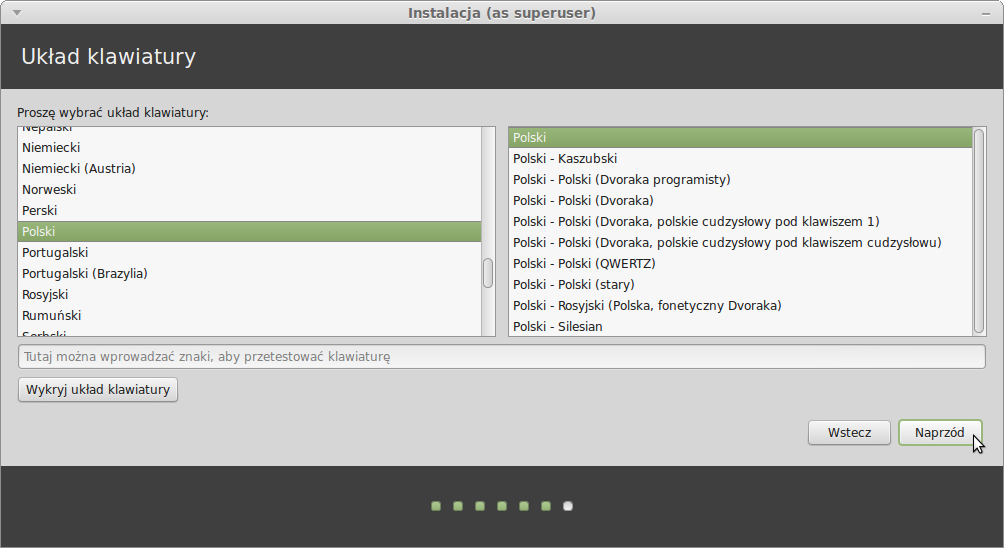 Instalacja (as superuser)
Układ klawiatury
Proszę wybrać układ klawiatury:
Nepalski
Niemiecki
Niemiecki (Austria)
Norweski
Perski
Polski
Portugalski
Portugalski (Brazylia)
Rosyjski
Rumuński
Serbski
Polski
Polski - Kaszubski
Polski - Polski (Dvoraka programisty)
Polski - Polski (Dvoraka)
Polski - Polski (Dvoraka, polskie cudzysłowy pod klawiszem 1)
Polski - Polski (Dvoraka, polskie cudzysłowy pod klawiszem cudzysłowu)
Polski - Polski (QWERTZ)
Polski - Polski (stary)
Polski - Rosyjski (Polska, fonetyczny Dvoraka)
Polski - Silesian
Tutaj można wprowadzać znaki, aby przetestować klawiaturę
Wykryj układ klawiatury
Wstecz
Naprzód